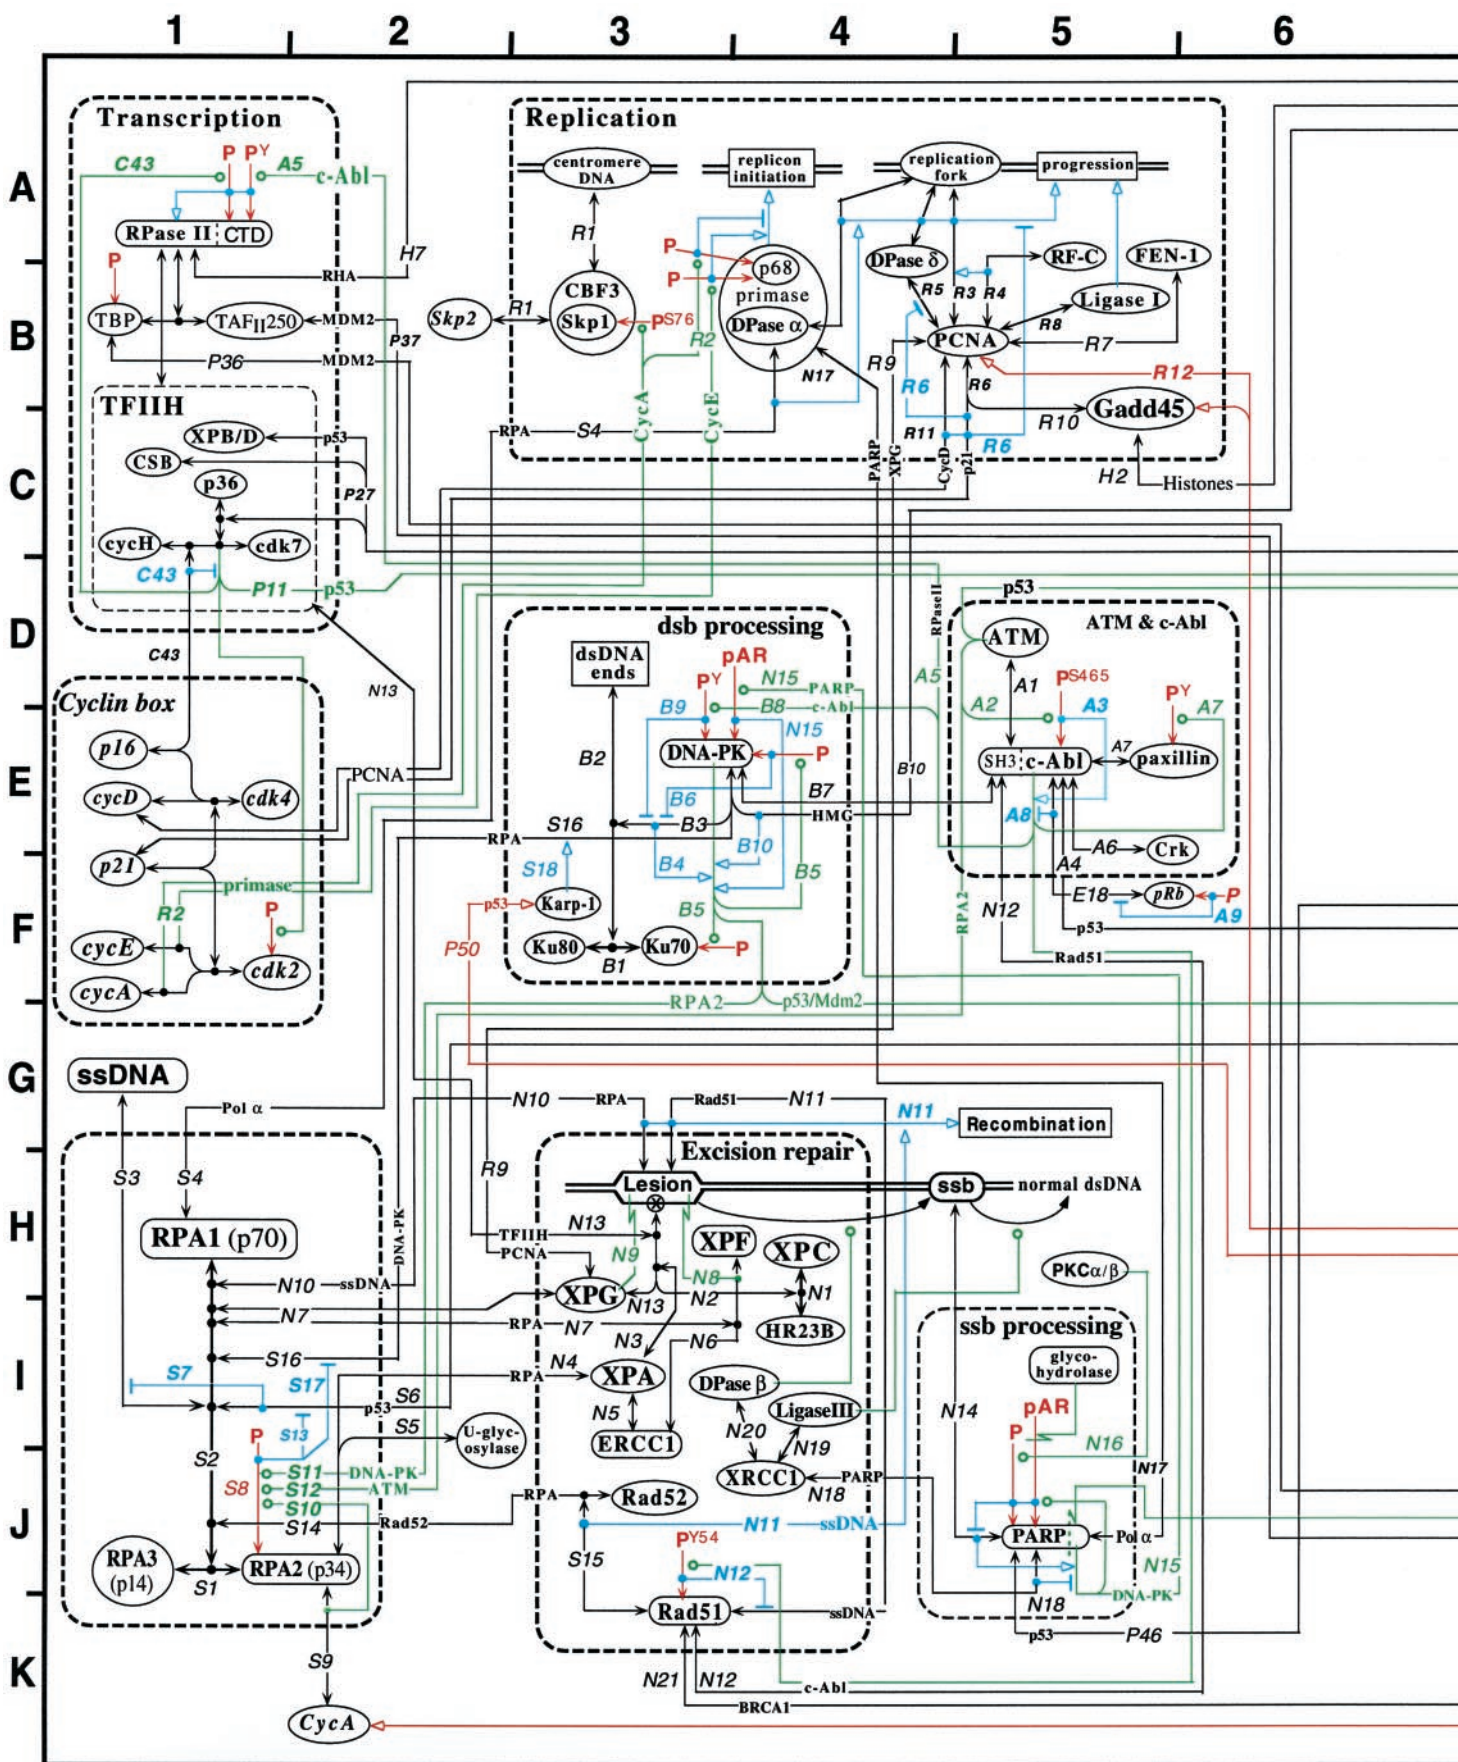 1 2 3 4 5 6
A
B
C
D
E
F
G
H
I
J
K
Transcription
C43
P
PY
A5
c-Abl
RPase II CTD
H7
P
RHA
TBP
TAFII250
MDM2
P37
P36
MDM2
TFIIH
XPB/D
p53
CSB
p36
P27
cycH
cdk7
C43
P11
p53
C43
N13
Replication
centromere
DNA
replicon
initiation
replication
fork
progression
R1
P
P
p68
primase
DPase α
CBF3
Skp1
PS76
Skp2
R1
R2
CycA
CycE
N17
DPase δ
RF-C
FEN-1
R5
R3
R4
Ligase I
R8
PCNA
R7
R9
R6
R6
R12
Gadd45
R10
R11
R6
RPA
S4
PARP
XPG
CycD
p21
H2
Histones
Cyclin box
p16
cycD
cdk4
p21
primase
R2
P
cycE
cdk2
cycA
PCNA
dsb processing
dsDNA
ends
pAR
PY
N15
PARP
B9
B8
c-Abl
N15
DNA-PK
P
B2
B7
B6
B3
HMG
B10
B10
RPA
S16
S18
B4
B5
p53
Karp-1
B5
P50
Ku80
Ku70
P
B1
RPA2
p53/Mdm2
RPaseII
A5
p53
ATM & c-Abl
ATM
A1
PS465
PY
A2
A3
A7
SH3 c-Abl
A7
paxillin
A8
A6
Crk
A4
RPA2
N12
E18
pRb
P
A9
p53
Rad51
ssDNA
Pol α
S3
S4
RPA1 (p70)
DNA-PK
N10
ssDNA
N7
S16
S7
S17
S6
p53
S13
S5
P
S2
U-glyc-
osylase
S8
S11
DNA-PK
S12
ATM
S10
S14
Rad52
RPA3
(p14)
S1
RPA2 (p34)
S9
CycA
N10
RPA
Rad51
N11
N11
Recombination
Excision repair
R9
Lesion
ssb
normal dsDNA
TFIIH
N13
PCNA
N9
XPF
XPC
N8
XPG
N13
N2
N1
RPA
N7
N3
N6
HR23B
RPA
N4
XPA
DPase β
LigaseIII
N5
ERCC1
N20
N19
XRCC1
PARP
N18
RPA
Rad52
N11
ssDNA
PY54
S15
N12
Rad51
ssDNA
N21
N12
c-Abl
BRCA1
PKCα/β
ssb processing
glyco-
hydrolase
N14
pAR
P
N16
N17
PARP
Pol α
N15
DNA-PK
N18
p53
P46